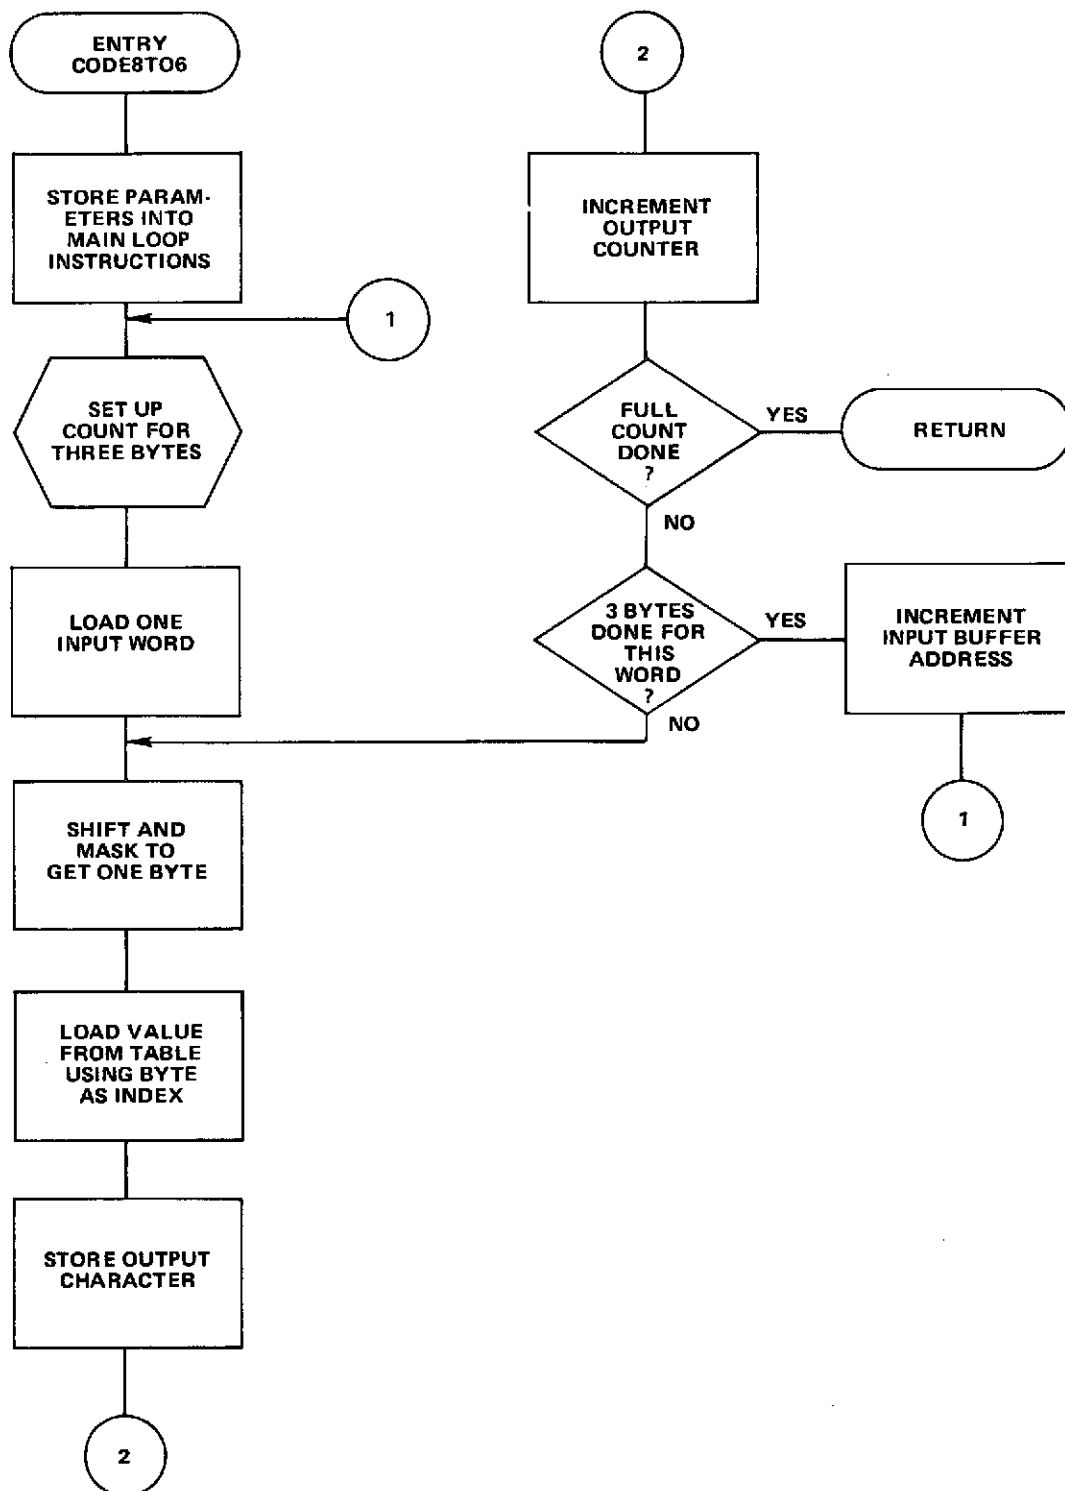 ENTRY
CODE8TO6
STORE PARAM-
ETERS INTO
MAIN LOOP
INSTRUCTIONS
1
SET UP
COUNT FOR
THREE BYTES
LOAD ONE
INPUT WORD
SHIFT AND
MASK TO
GET ONE BYTE
LOAD VALUE
FROM TABLE
USING BYTE
AS INDEX
STORE OUTPUT
CHARACTER
2
2
INCREMENT
OUTPUT
COUNTER
FULL
COUNT
DONE
?
YES
RETURN
NO
3 BYTES
DONE FOR
THIS
WORD
?
YES
INCREMENT
INPUT BUFFER
ADDRESS
NO
1